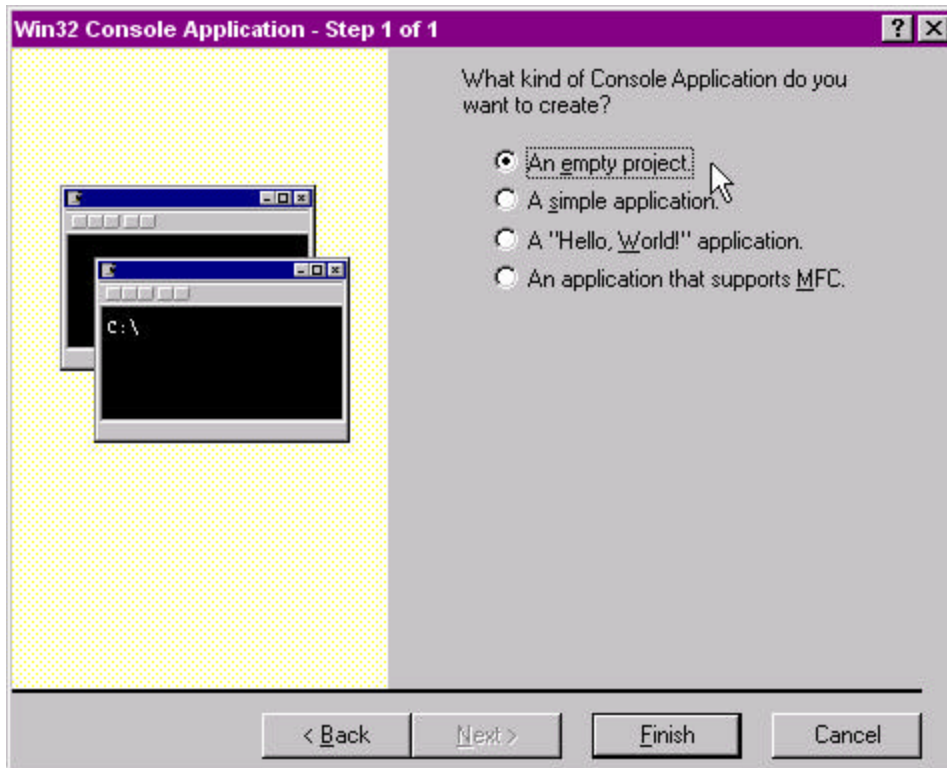 Win32 Console Application - Step 1 of 1
What kind of Console Application do you
want to create?
An empty project.
A simple application.
A "Hello, World!" application.
An application that supports MFC.
C:\
< Back
Next >
Finish
Cancel